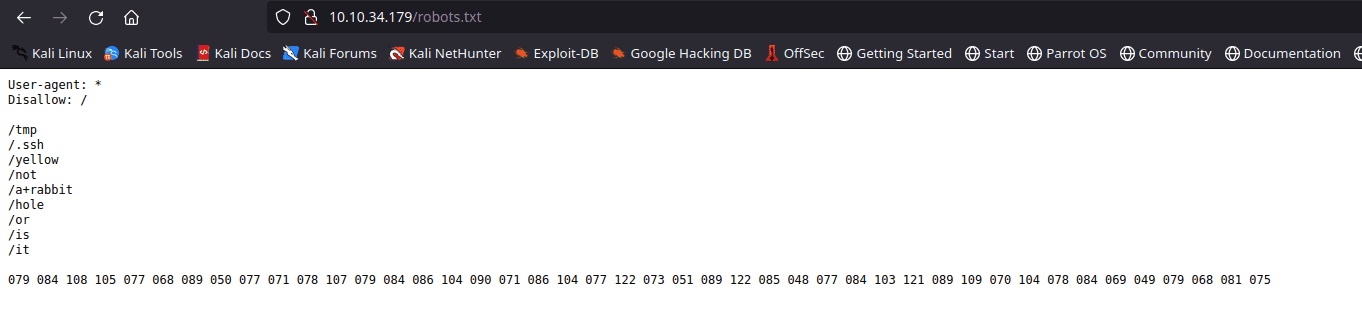 10.10.34.179/robots.txt
Kali Linux Kali Tools Kali Docs Kali Forums Kali NetHunter Exploit-DB Google Hacking DB OffSec Getting Started Start Parrot OS Community Documentation
User-agent: *
Disallow: /
/tmp
/.ssh
/yellow
/not
/a+rabbit
/hole
/or
/is
/it
079 084 108 105 077 068 089 050 077 071 078 107 079 084 086 104 090 071 086 104 077 122 073 051 089 122 085 048 077 084 103 121 089 109 070 104 078 084 069 049 079 068 081 075